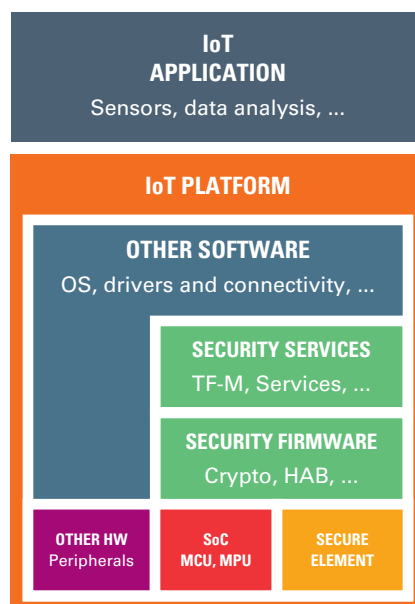 IoT
APPLICATION
Sensors, data analysis, ...
IoT PLATFORM
OTHER SOFTWARE
OS, drivers and connectivity, ...
SECURITY SERVICES
TF-M, Services, ...
SECURITY FIRMWARE
Crypto, HAB, ...
OTHER HW
Peripherals
SoC
MCU, MPU
SECURE
ELEMENT